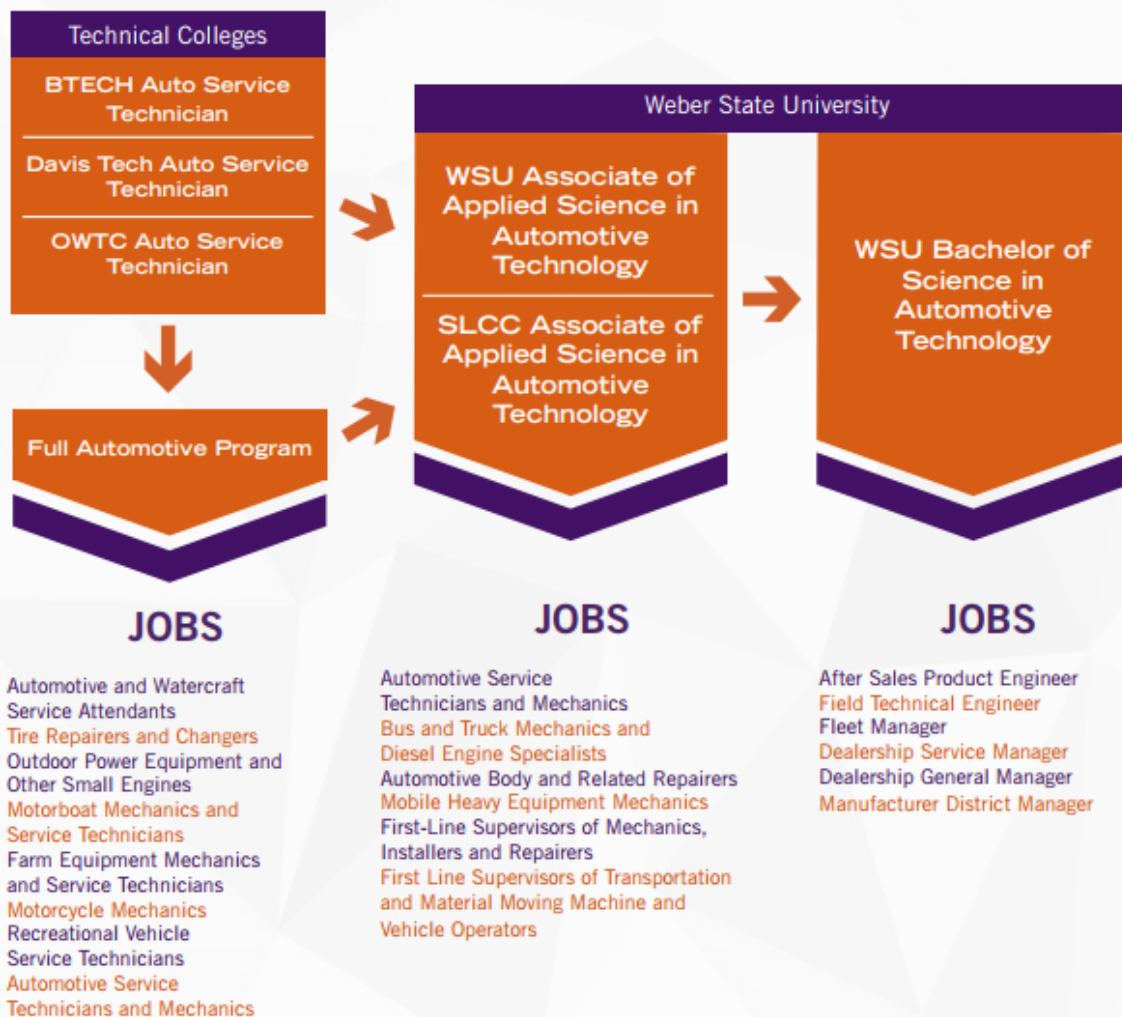 Technical Colleges
BTECH Auto Service
Technician
Davis Tech Auto Service
Technician
OWTC Auto Service
Technician
Full Automotive Program
Weber State University
WSU Associate of
Applied Science in
Automotive
Technology
SLCC Associate of
Applied Science in
Automotive
Technology
WSU Bachelor of
Science in
Automotive
Technology
JOBS
Automotive and Watercraft
Service Attendants
Tire Repairers and Changers
Outdoor Power Equipment and
Other Small Engines
Motorboat Mechanics and
Service Technicians
Farm Equipment Mechanics
and Service Technicians
Motorcycle Mechanics
Recreational Vehicle
Service Technicians
Automotive Service
Technicians and Mechanics
JOBS
Automotive Service
Technicians and Mechanics
Bus and Truck Mechanics and
Diesel Engine Specialists
Automotive Body and Related Repairers
Mobile Heavy Equipment Mechanics
First-Line Supervisors of Mechanics,
Installers and Repairers
First Line Supervisors of Transportation
and Material Moving Machine and
Vehicle Operators
JOBS
After Sales Product Engineer
Field Technical Engineer
Fleet Manager
Dealership Service Manager
Dealership General Manager
Manufacturer District Manager